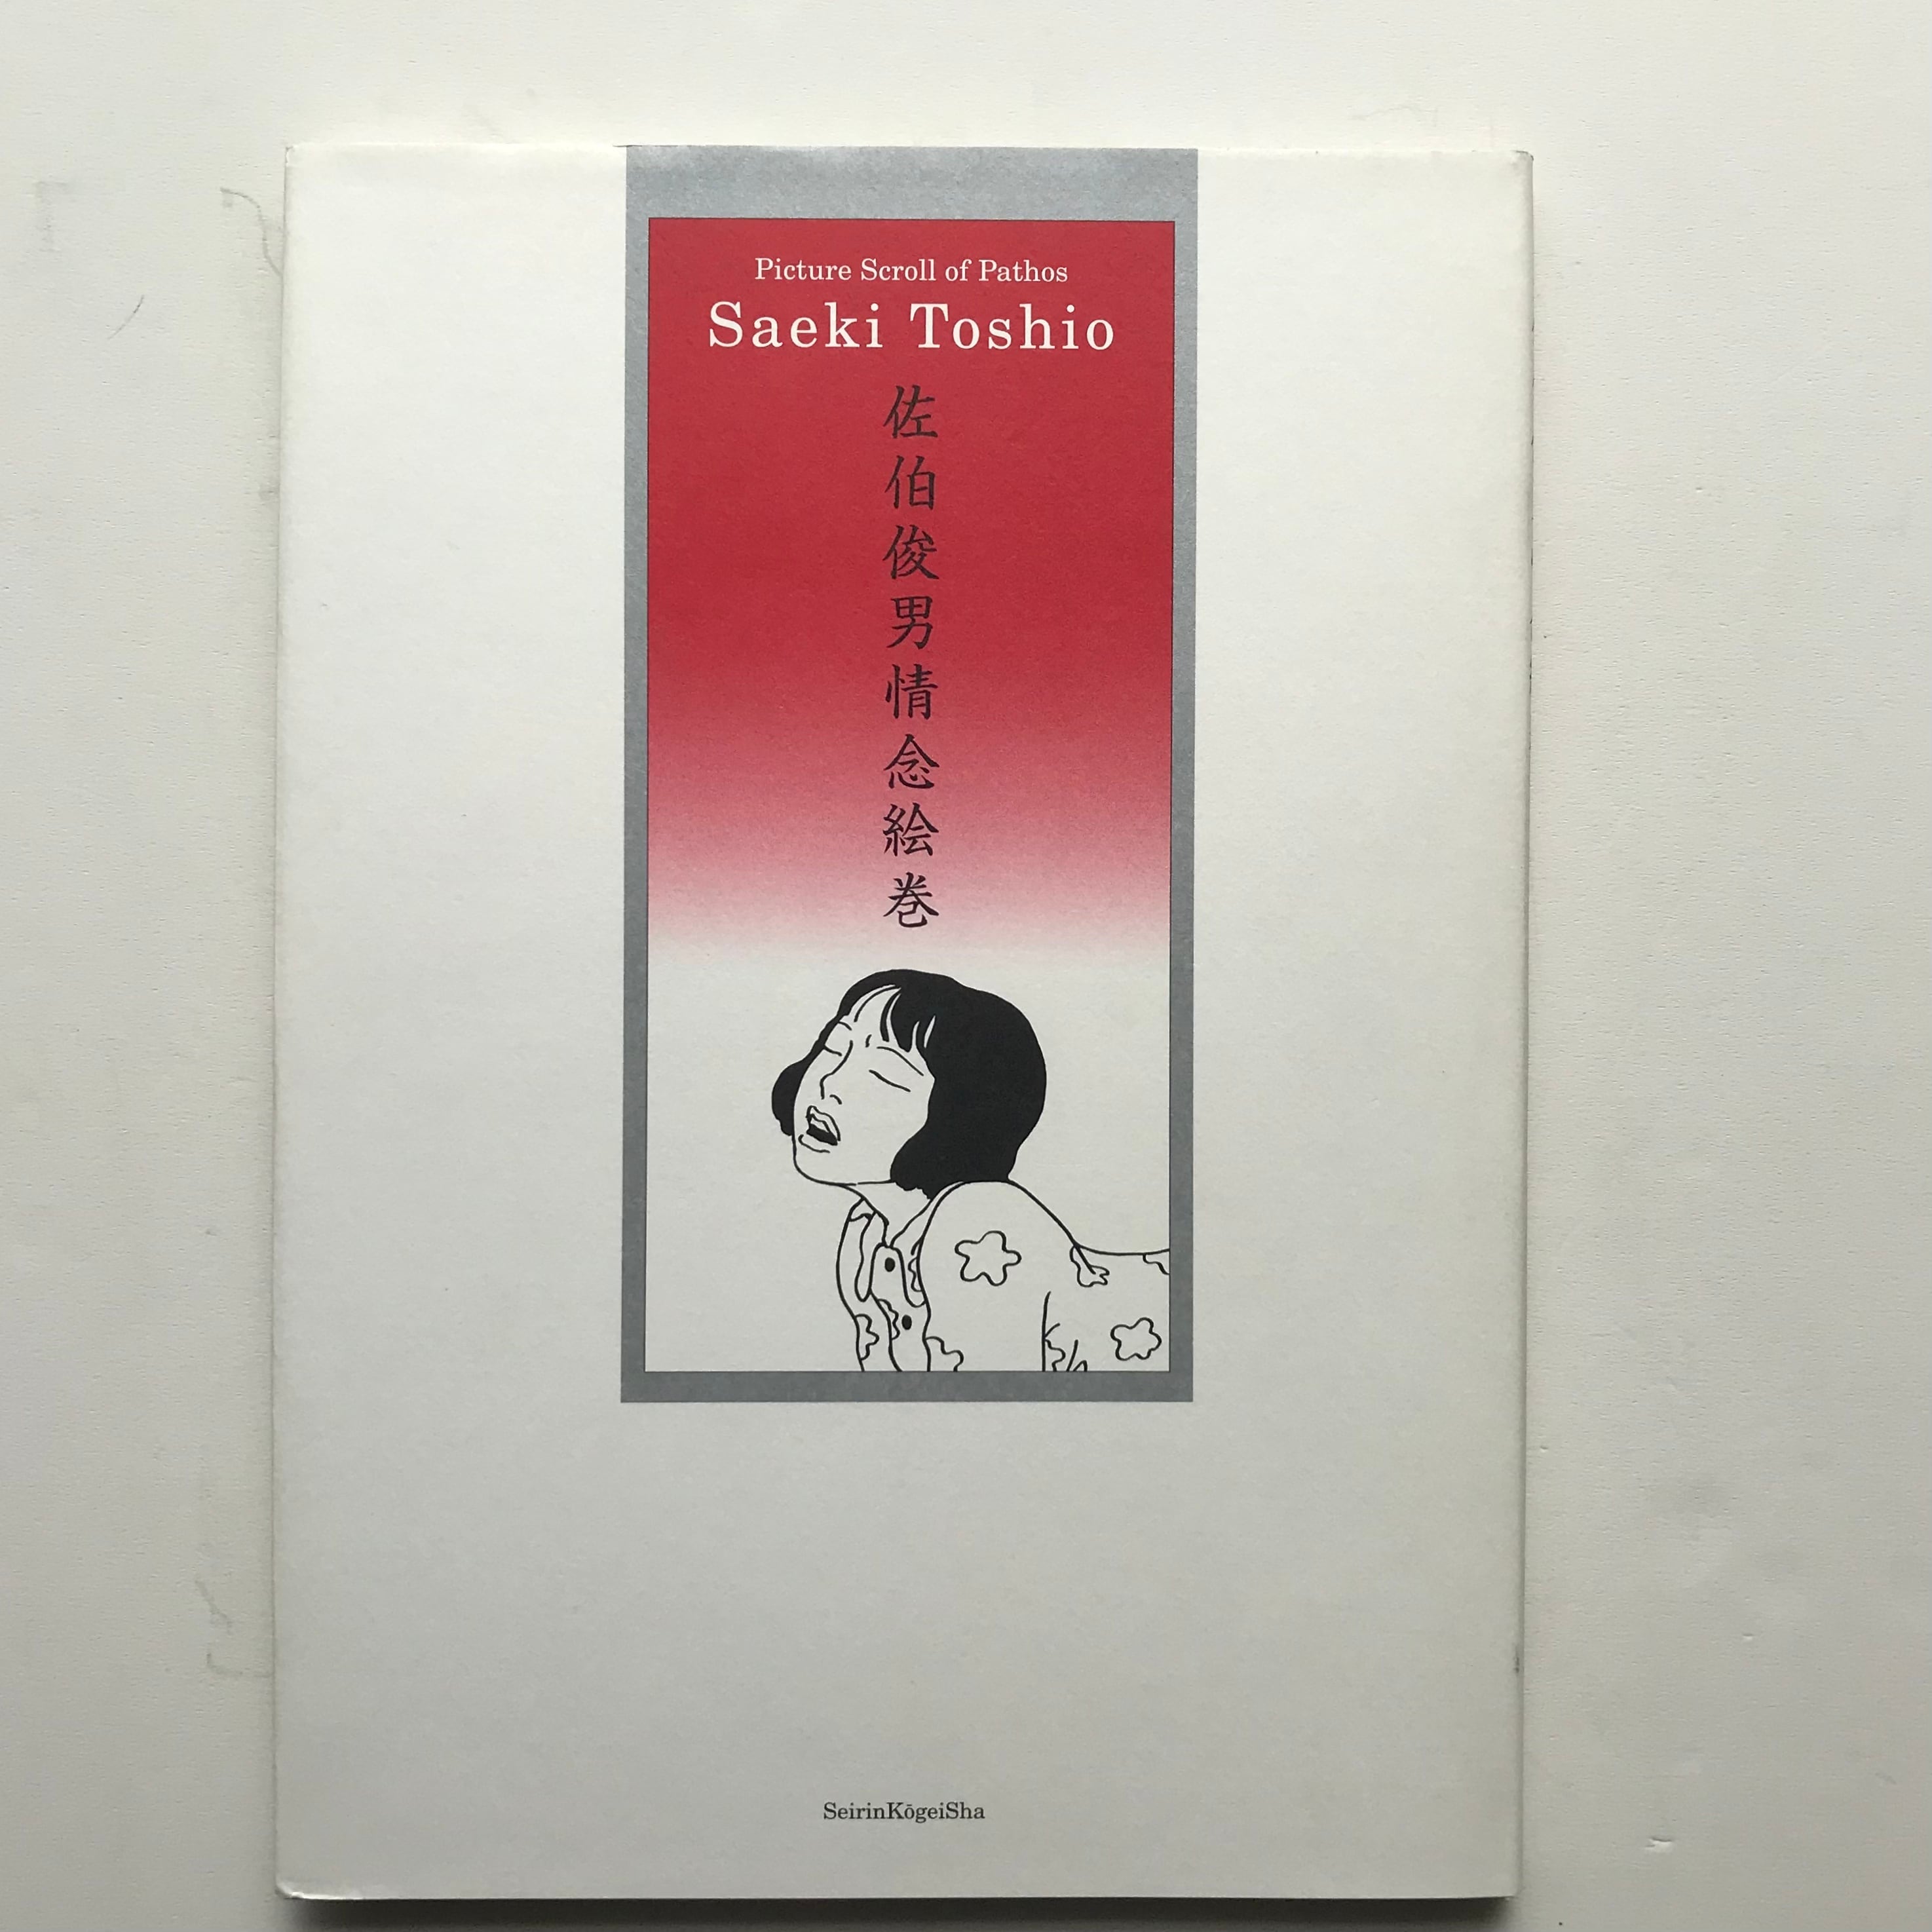 Picture Scroll of Pathos
Saeki Toshio
佐伯俊男情念絵巻
SeirinKōgeiSha